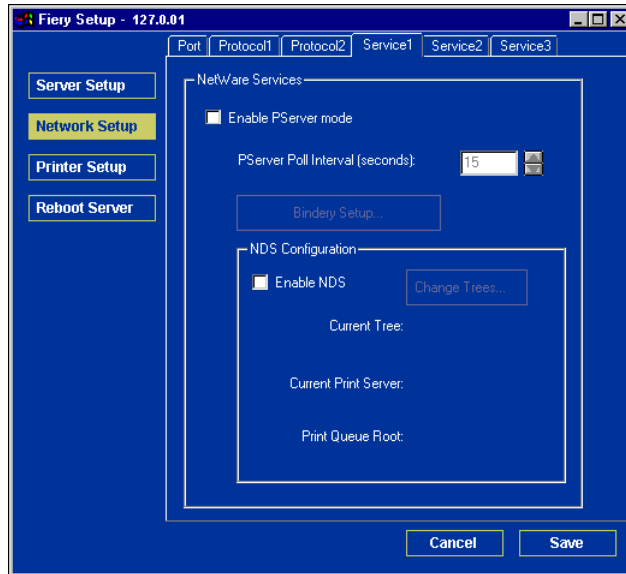 Fiery Setup - 127.0.01
Port Protocol1 Protocol2 Service1 Service2 Service3
Server Setup
Network Setup
Printer Setup
Reboot Server
NetWare Services
Enable PServer mode
PServer Poll Interval (seconds): 15
Bindery Setup...
NDS Configuration
Enable NDS Change Trees...
Current Tree:
Current Print Server:
Print Queue Root:
Cancel Save